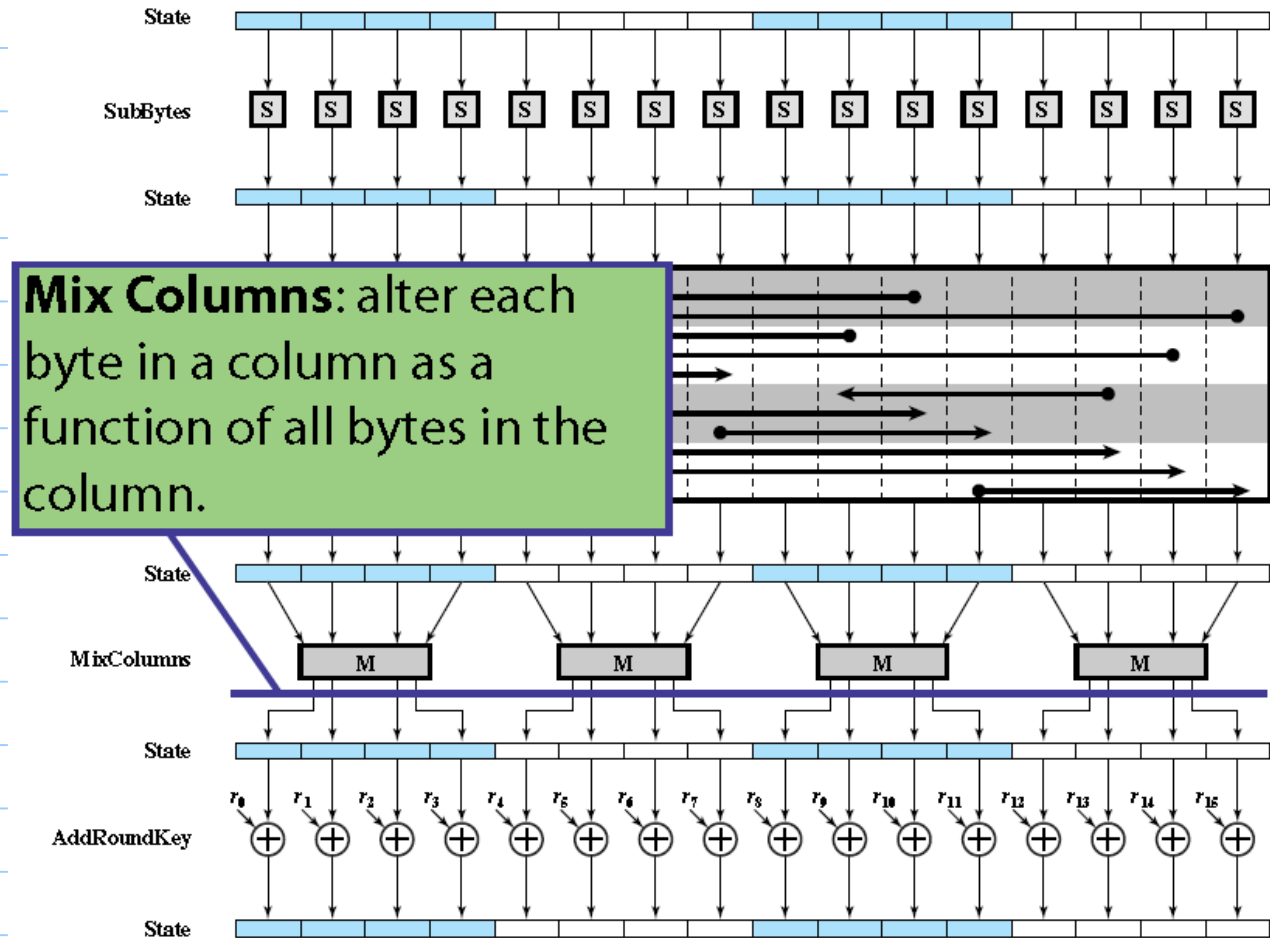 State
SubBytes
S S S S S S S S S S S S S S S S
State
Mix Columns: alter each
byte in a column as a
function of all bytes in the
column.
State
MixColumns
M M M M
State
r0 r1 r2 r3 r4 r5 r6 r7 r8 r9 r10 r11 r12 r13 r14 r15
AddRoundKey
+ + + + + + + + + + + + + + + +
State